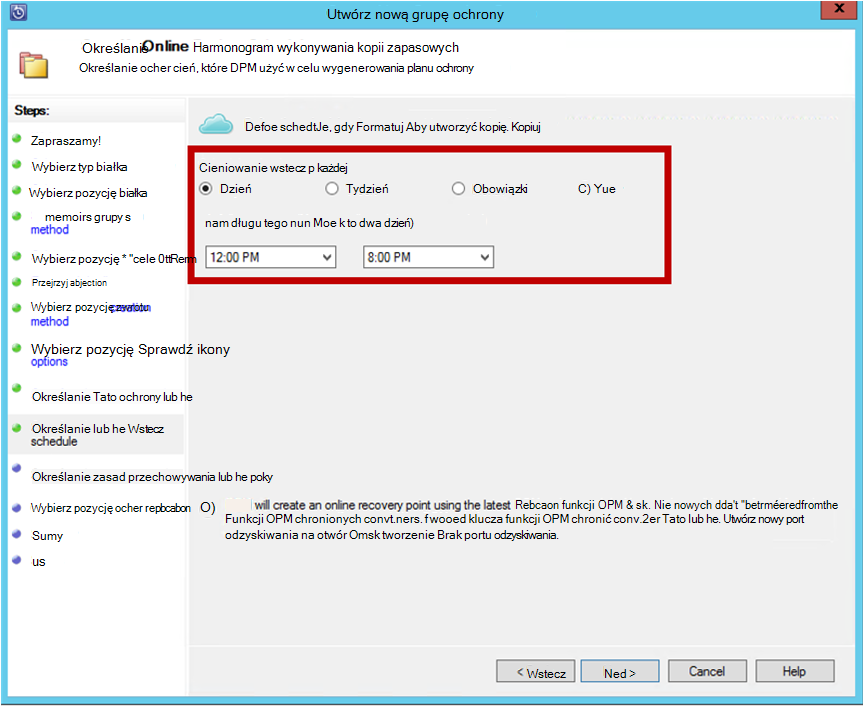 Utwórz nową grupę ochrony
X
Określanie Online Harmonogram wykonywania kopii zapasowych
Określanie ocher cień, które DPM użyć w celu wygenerowania planu ochrony
Steps:
Zapraszamy!
Wybierz typ białka
Wybierz pozycję białka
memoirs grupy s
method
Wybierz pozycję * "cele 0ttRem
Przejrzyj abjection
Wybierz pozycję
method
Wybierz pozycję Sprawdź ikony
options
Określanie Tato ochrony lub he
Określanie lub he Wstecz
schedule
Określanie zasad przechowywania lub he poky
Wybierz pozycję ocher repbcabon
Sumy
us
Defoe schedtJe, gdy Formatuj Aby utworzyć kopię. Kopiuj
Cieniowanie wstecz p każdej
Dzień Tydzień Obowiązki C) Yue
nam długu tego nun Moe k to dwa dzień)
12:00 PM 8:00 PM
O) will create an online recovery point using the latest Rebcaon funkcji OPM & sk. Nie nowych dda't "betrméeredfromthe
Funkcji OPM chronionych convt.ners. fwooed klucza funkcji OPM chronić conv.2er Tato lub he. Utwórz nowy port
odzyskiwania na otwór Omsk tworzenie Brak portu odzyskiwania.
< Wstecz Ned > Cancel Help